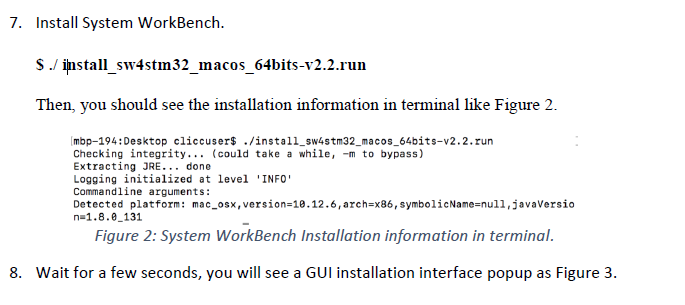 7. Install System WorkBench.
$ ./ install_sw4stm32_macos_64bits-v2.2.run
Then, you should see the installation information in terminal like Figure 2.
mbp-194:Desktop cliccuser$ ./install_sw4stm32_macos_64bits-v2.2.run
Checking integrity... (could take a while, -m to bypass)
Extracting JRE... done
Logging initialized at level 'INFO'
Commandline arguments:
Detected platform: mac_osx,version=10.12.6,arch=x86,symbolicName=null,javaVersio
n=1.8.0_131
Figure 2: System WorkBench Installation information in terminal.
8. Wait for a few seconds, you will see a GUI installation interface popup as Figure 3.